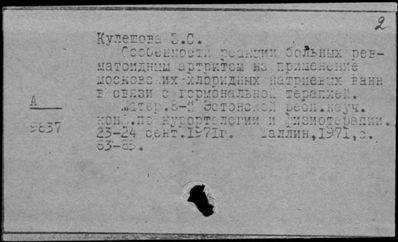 2
Кулешова З.С.
Особенности реакции больных рев-
матоидным артритом на применение
московских хлоридных натриевых ванн
в связи с гормональной терапией.
А
Матер.8-й Эстонской респ.науч.
9637
конф.по курортологии и физиотерапии.
23-24 сент.1971г. Таллин,1971,с.
83-85.